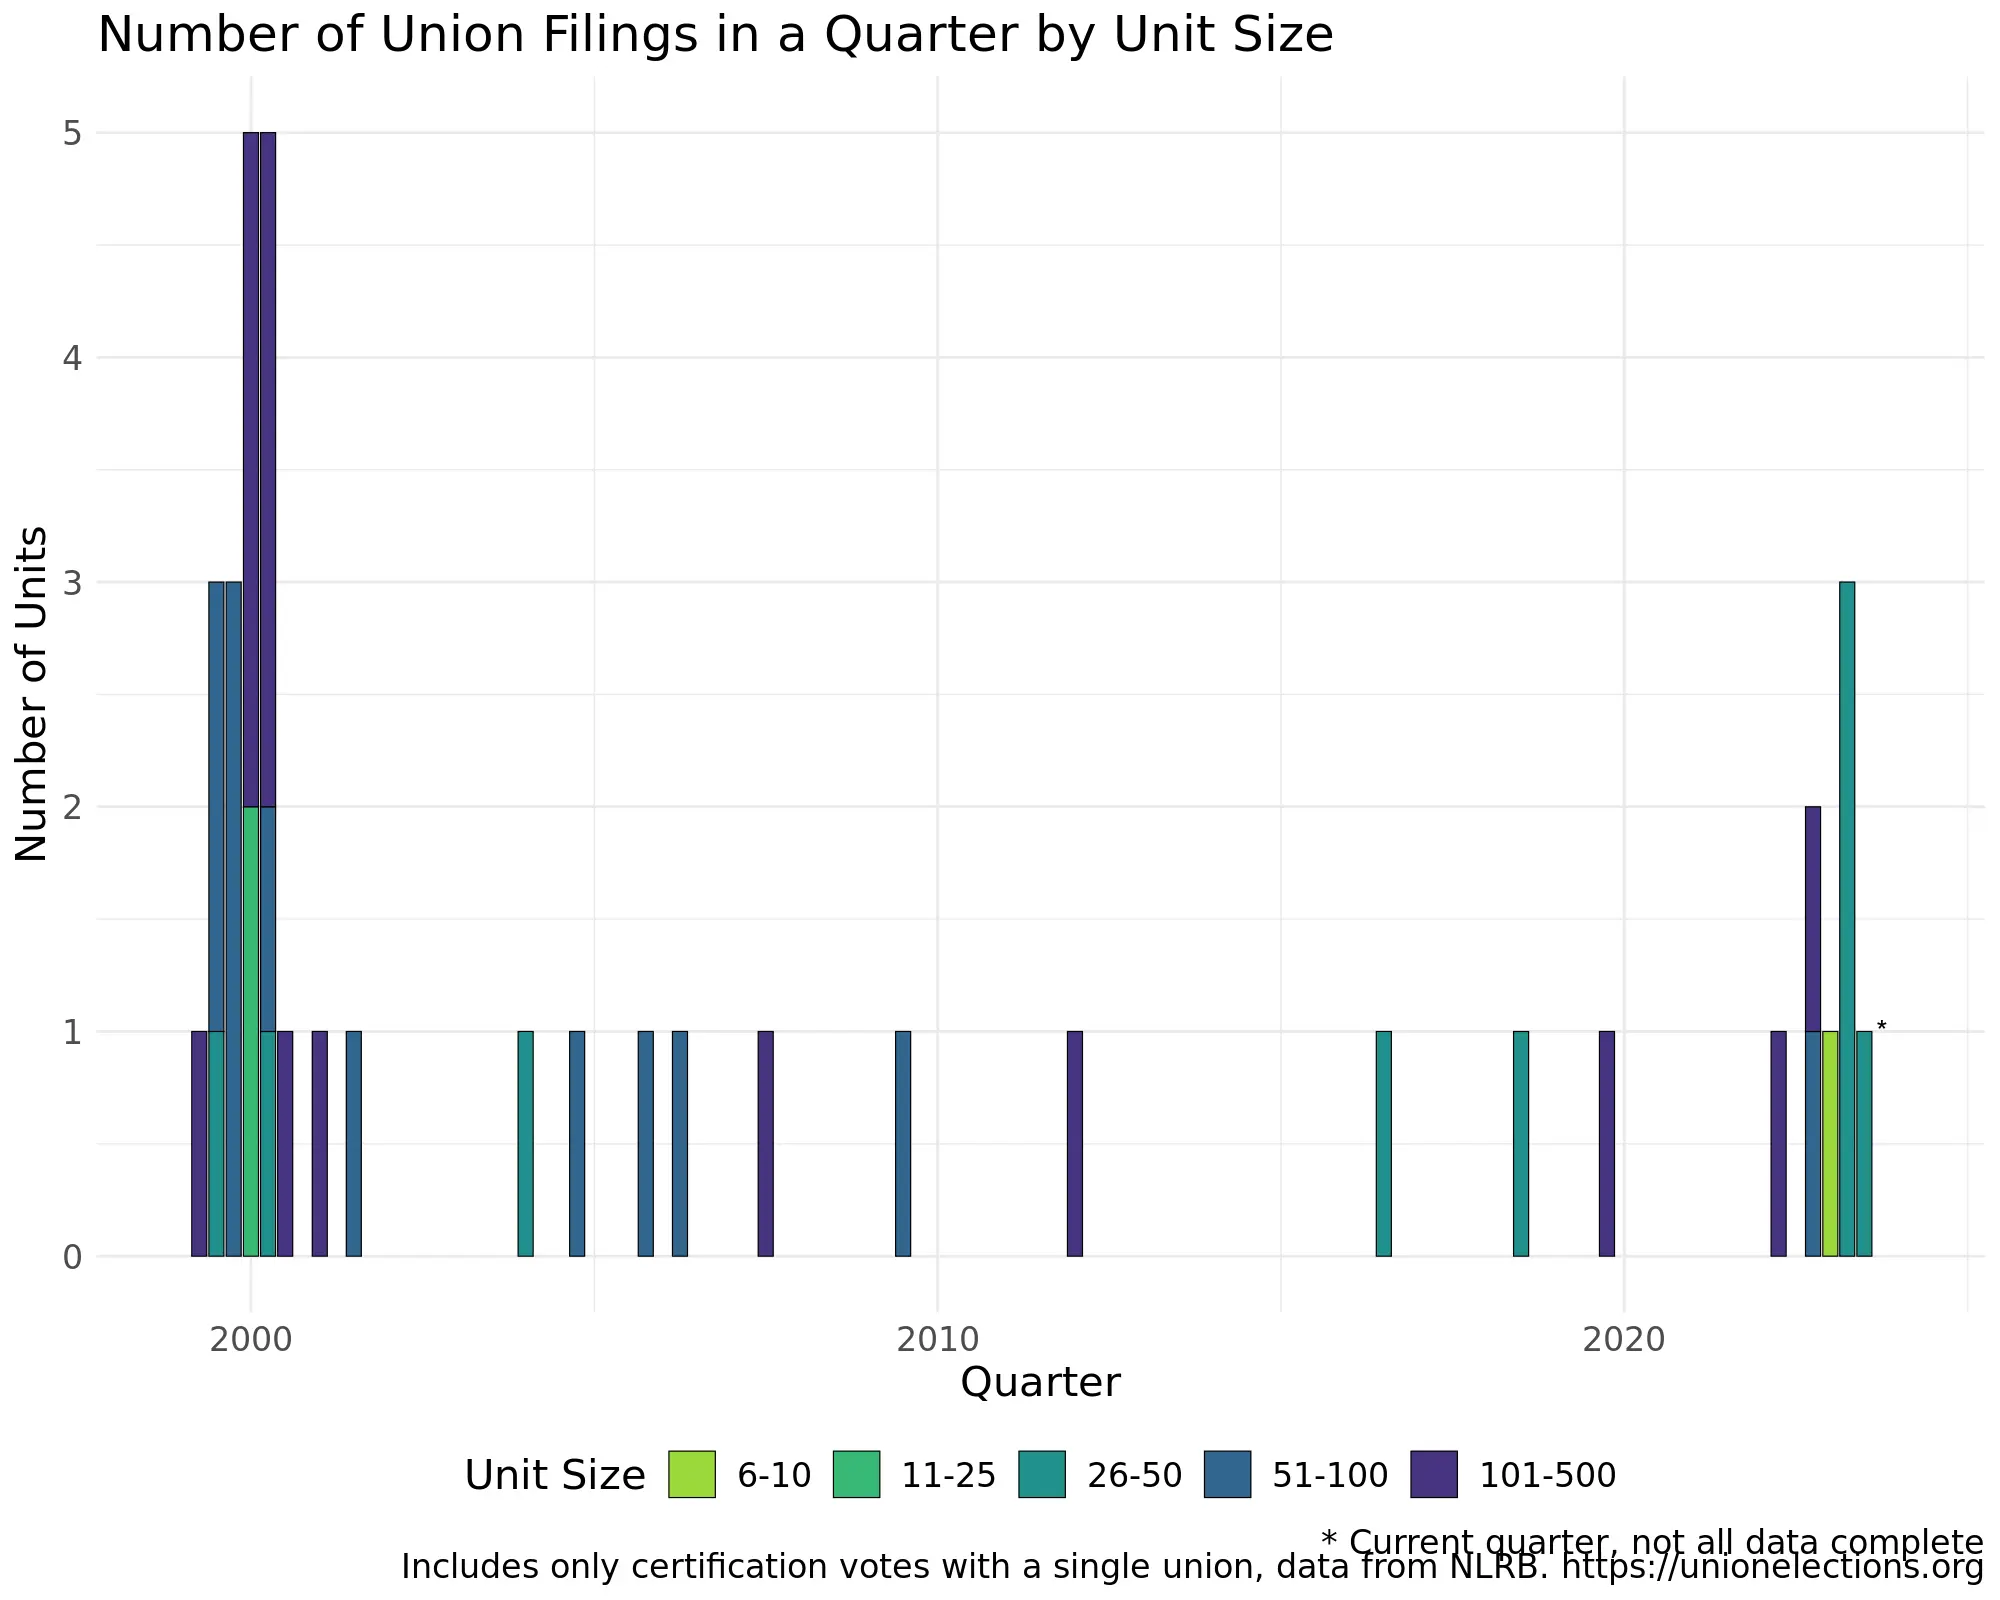 Number of Union Filings in a Quarter by Unit Size
5
4
3
2
1
0
Number of Units
*
2000 2010 2020
Quarter
Unit Size 6-10 11-25 26-50 51-100 101-500
* Current quarter, not all data complete
Includes only certification votes with a single union, data from NLRB. https://unionelections.org